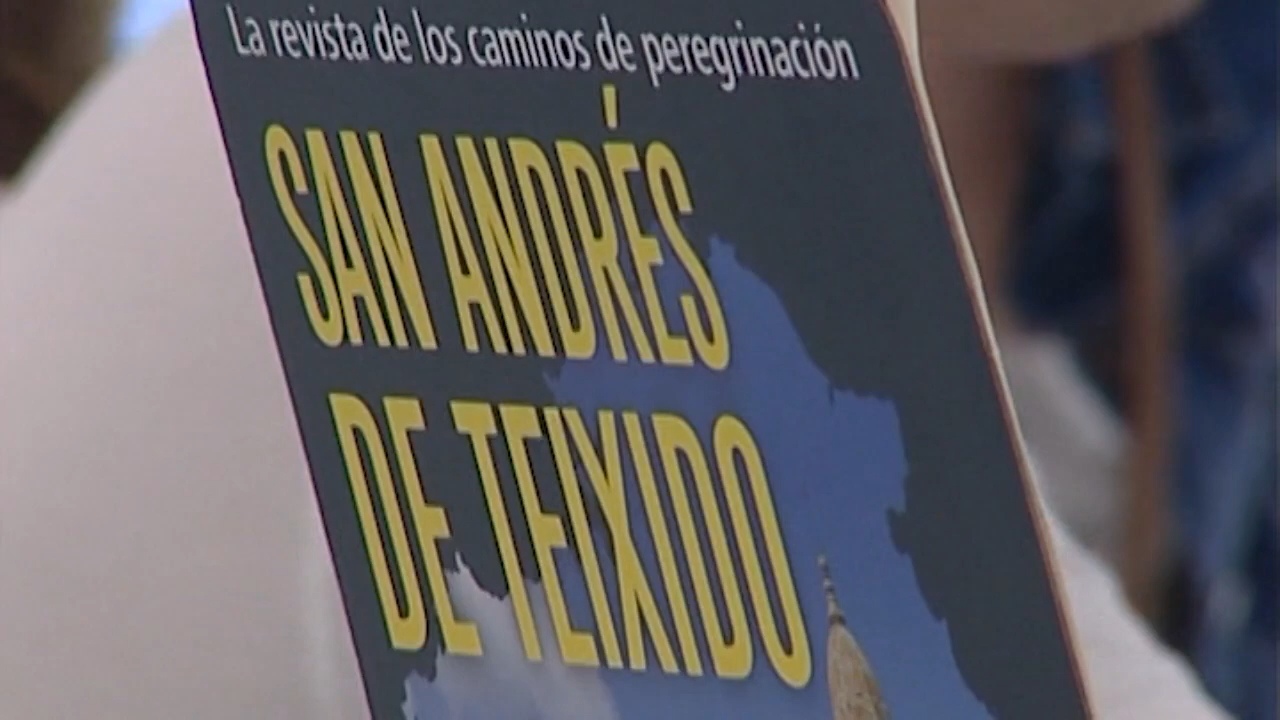 La revista de los caminos de peregrinación
SAN ANDRÉS
DE TEIXIDO